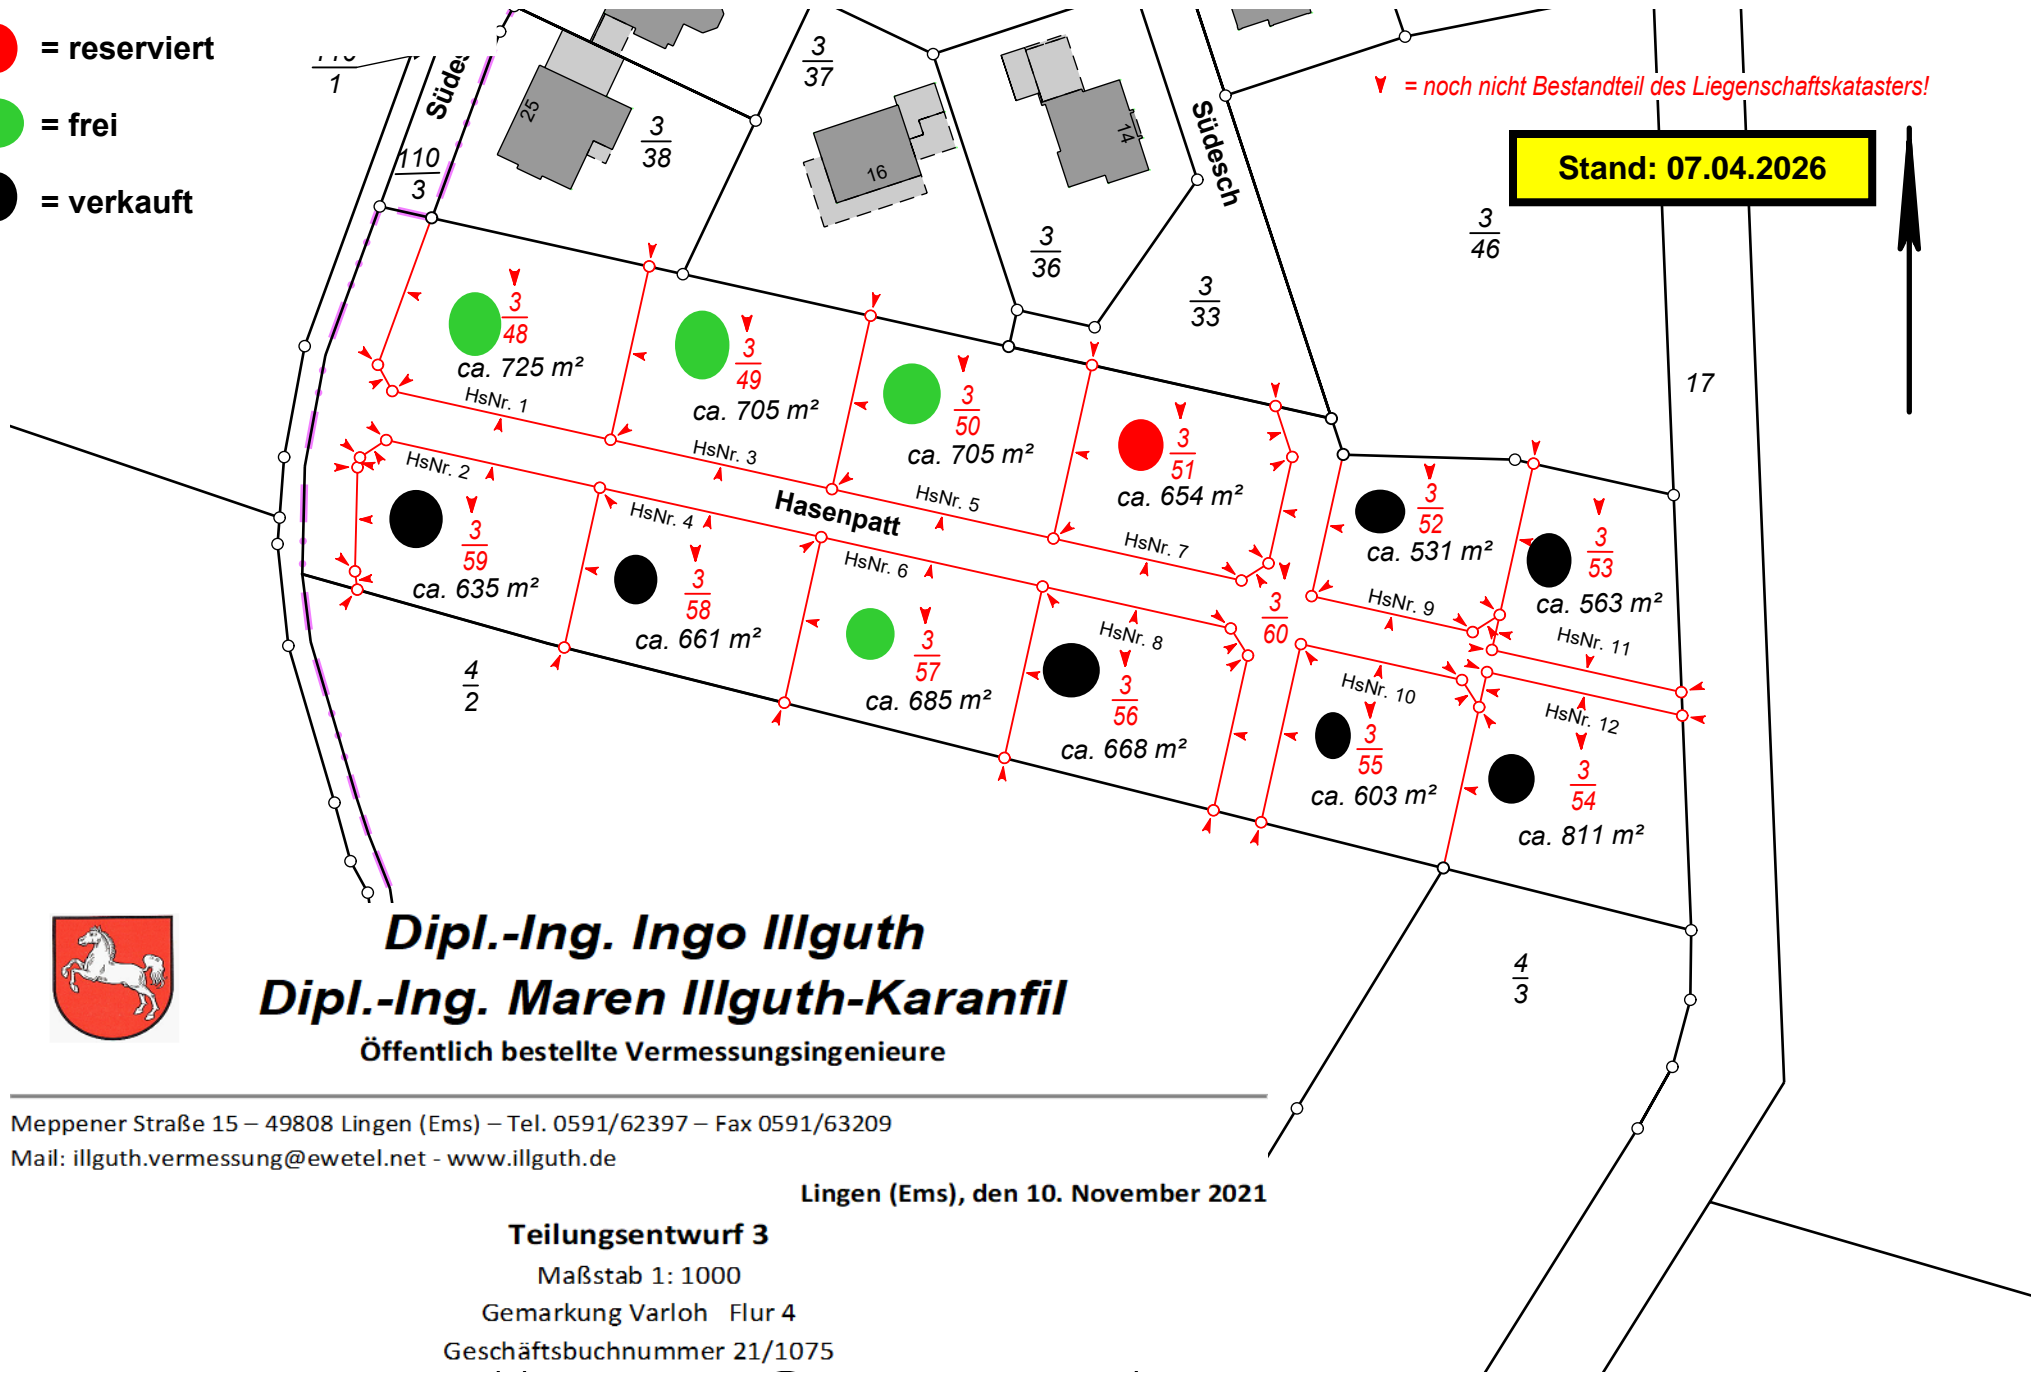 = reserviert
= frei
= verkauft
1
Südes
110
3
25
3
38
3
37
16
14
3
36
Südesch
3
33
= noch nicht Bestandteil des Liegenschaftskatasters!
Stand: 07.04.2026
3
46
17
3
48
ca. 725 m²
HsNr. 1
3
49
ca. 705 m²
HsNr. 3
3
50
ca. 705 m²
HsNr. 5
3
51
ca. 654 m²
HsNr. 7
3
52
ca. 531 m²
HsNr. 9
3
53
ca. 563 m²
HsNr. 11
Hasenpatt
HsNr. 2
3
59
ca. 635 m²
HsNr. 4
3
58
ca. 661 m²
HsNr. 6
3
57
ca. 685 m²
HsNr. 8
3
56
ca. 668 m²
3
60
HsNr. 10
3
55
ca. 603 m²
HsNr. 12
3
54
ca. 811 m²
4
2
4
3
Dipl.-Ing. Ingo Illguth
Dipl.-Ing. Maren Illguth-Karanfil
Öffentlich bestellte Vermessungsingenieure
Meppener Straße 15 – 49808 Lingen (Ems) – Tel. 0591/62397 – Fax 0591/63209
Mail: illguth.vermessung@ewetel.net - www.illguth.de
Lingen (Ems), den 10. November 2021
Teilungsentwurf 3
Maßstab 1: 1000
Gemarkung Varloh Flur 4
Geschäftsbuchnummer 21/1075